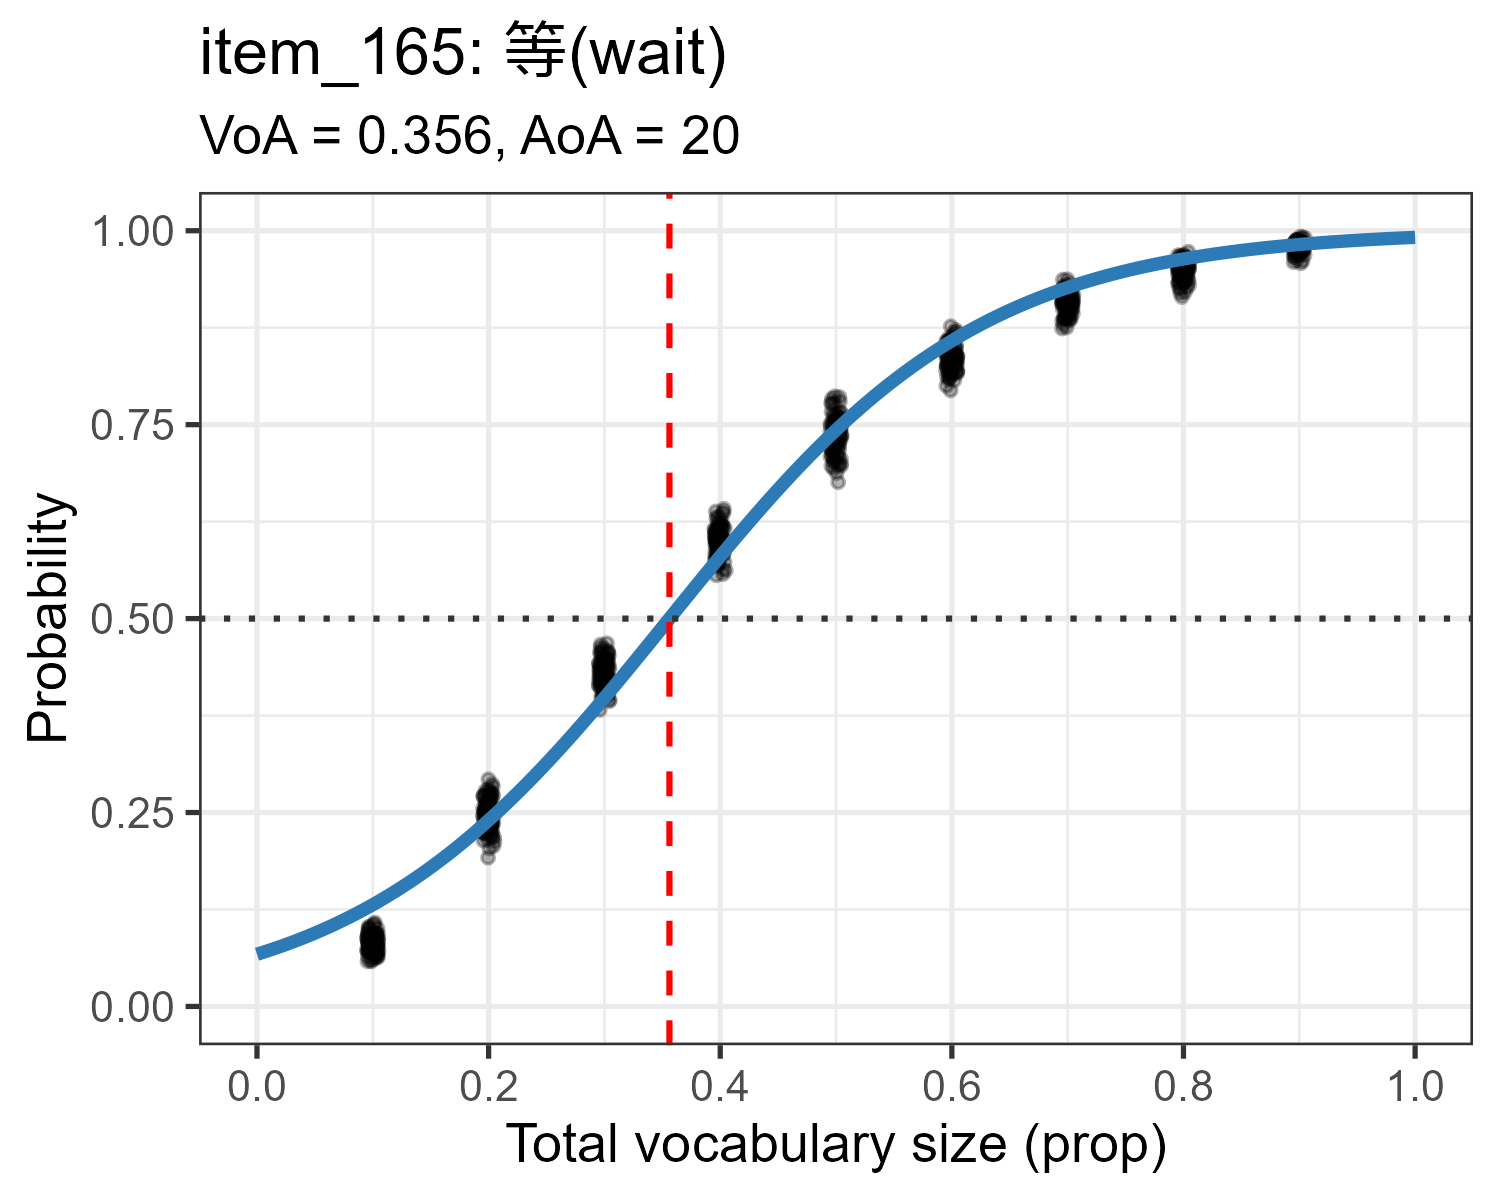 item_165: 等(wait)
VoA = 0.356, AoA = 20
1.00
0.75
0.50
0.25
0.00
Probability
0.0 0.2 0.4 0.6 0.8 1.0
Total vocabulary size (prop)